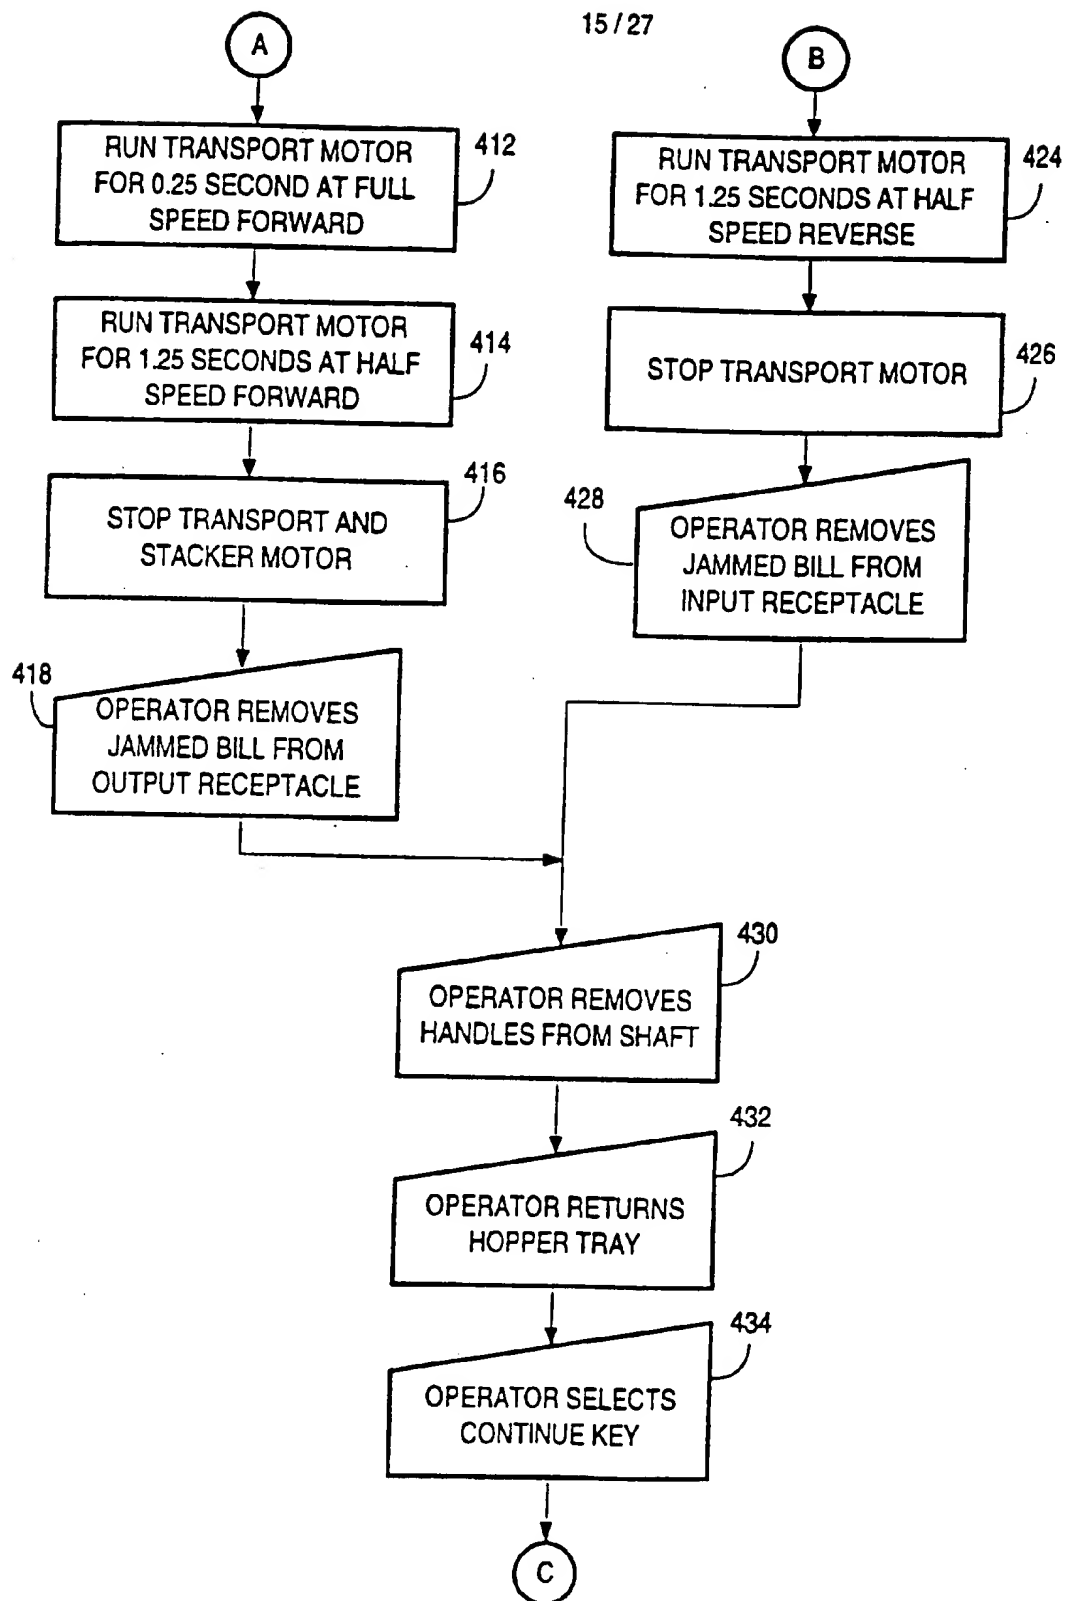 15/27
A
RUN TRANSPORT MOTOR
FOR 0.25 SECOND AT FULL
SPEED FORWARD
412
RUN TRANSPORT MOTOR
FOR 1.25 SECONDS AT HALF
SPEED FORWARD
414
STOP TRANSPORT AND
STACKER MOTOR
416
418
OPERATOR REMOVES
JAMMED BILL FROM
OUTPUT RECEPTACLE
B
RUN TRANSPORT MOTOR
FOR 1.25 SECONDS AT HALF
SPEED REVERSE
424
STOP TRANSPORT MOTOR
426
428
OPERATOR REMOVES
JAMMED BILL FROM
INPUT RECEPTACLE
430
OPERATOR REMOVES
HANDLES FROM SHAFT
432
OPERATOR RETURNS
HOPPER TRAY
434
OPERATOR SELECTS
CONTINUE KEY
C